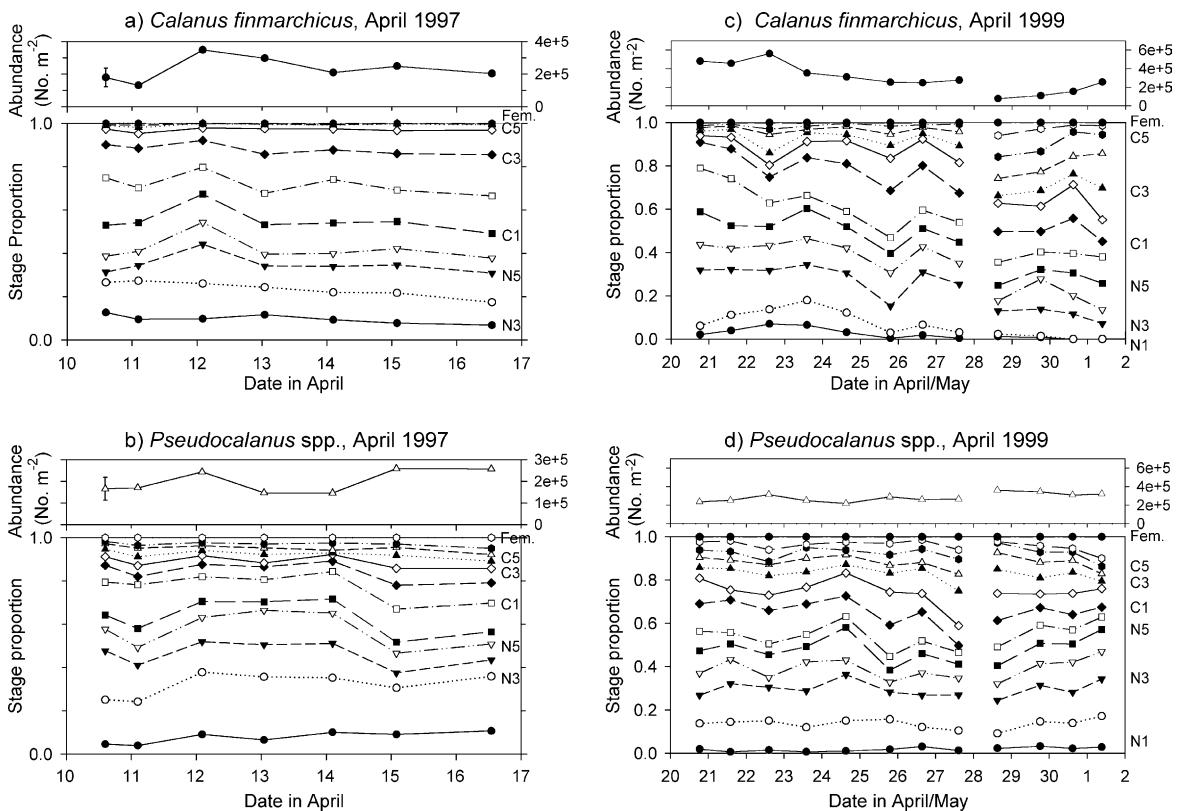 a) Calanus finmarchicus, April 1997
Abundance
(No. m-2)
4e+5
2e+5
0
Stage Proportion
1.0
0.0
Fem.
C5
C3
C1
N5
N3
10 11 12 13 14 15 16 17
Date in April
c) Calanus finmarchicus, April 1999
Abundance
(No. m-2)
6e+5
4e+5
2e+5
0
Stage proportion
1.0
0.8
0.6
0.4
0.2
0.0
Fem.
C5
C3
C1
N5
N3
N1
20 21 22 23 24 25 26 27 28 29 30 1 2
Date in April/May
b) Pseudocalanus spp., April 1997
Abundance
(No. m-2)
3e+5
2e+5
1e+5
0
Stage proportion
1.0
0.0
Fem.
C5
C3
C1
N5
N3
10 11 12 13 14 15 16 17
Date in April
d) Pseudocalanus spp., April 1999
Abundance
(No. m-2)
6e+5
4e+5
2e+5
0
Stage proportion
1.0
0.8
0.6
0.4
0.2
0.0
Fem.
C5
C3
C1
N5
N3
N1
20 21 22 23 24 25 26 27 28 29 30 1 2
Date in April/May